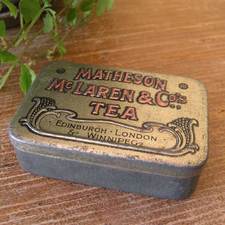 MATHESON
McLAREN & Co's
TEA
EDINBURGH · LONDON
& WINNIPEG